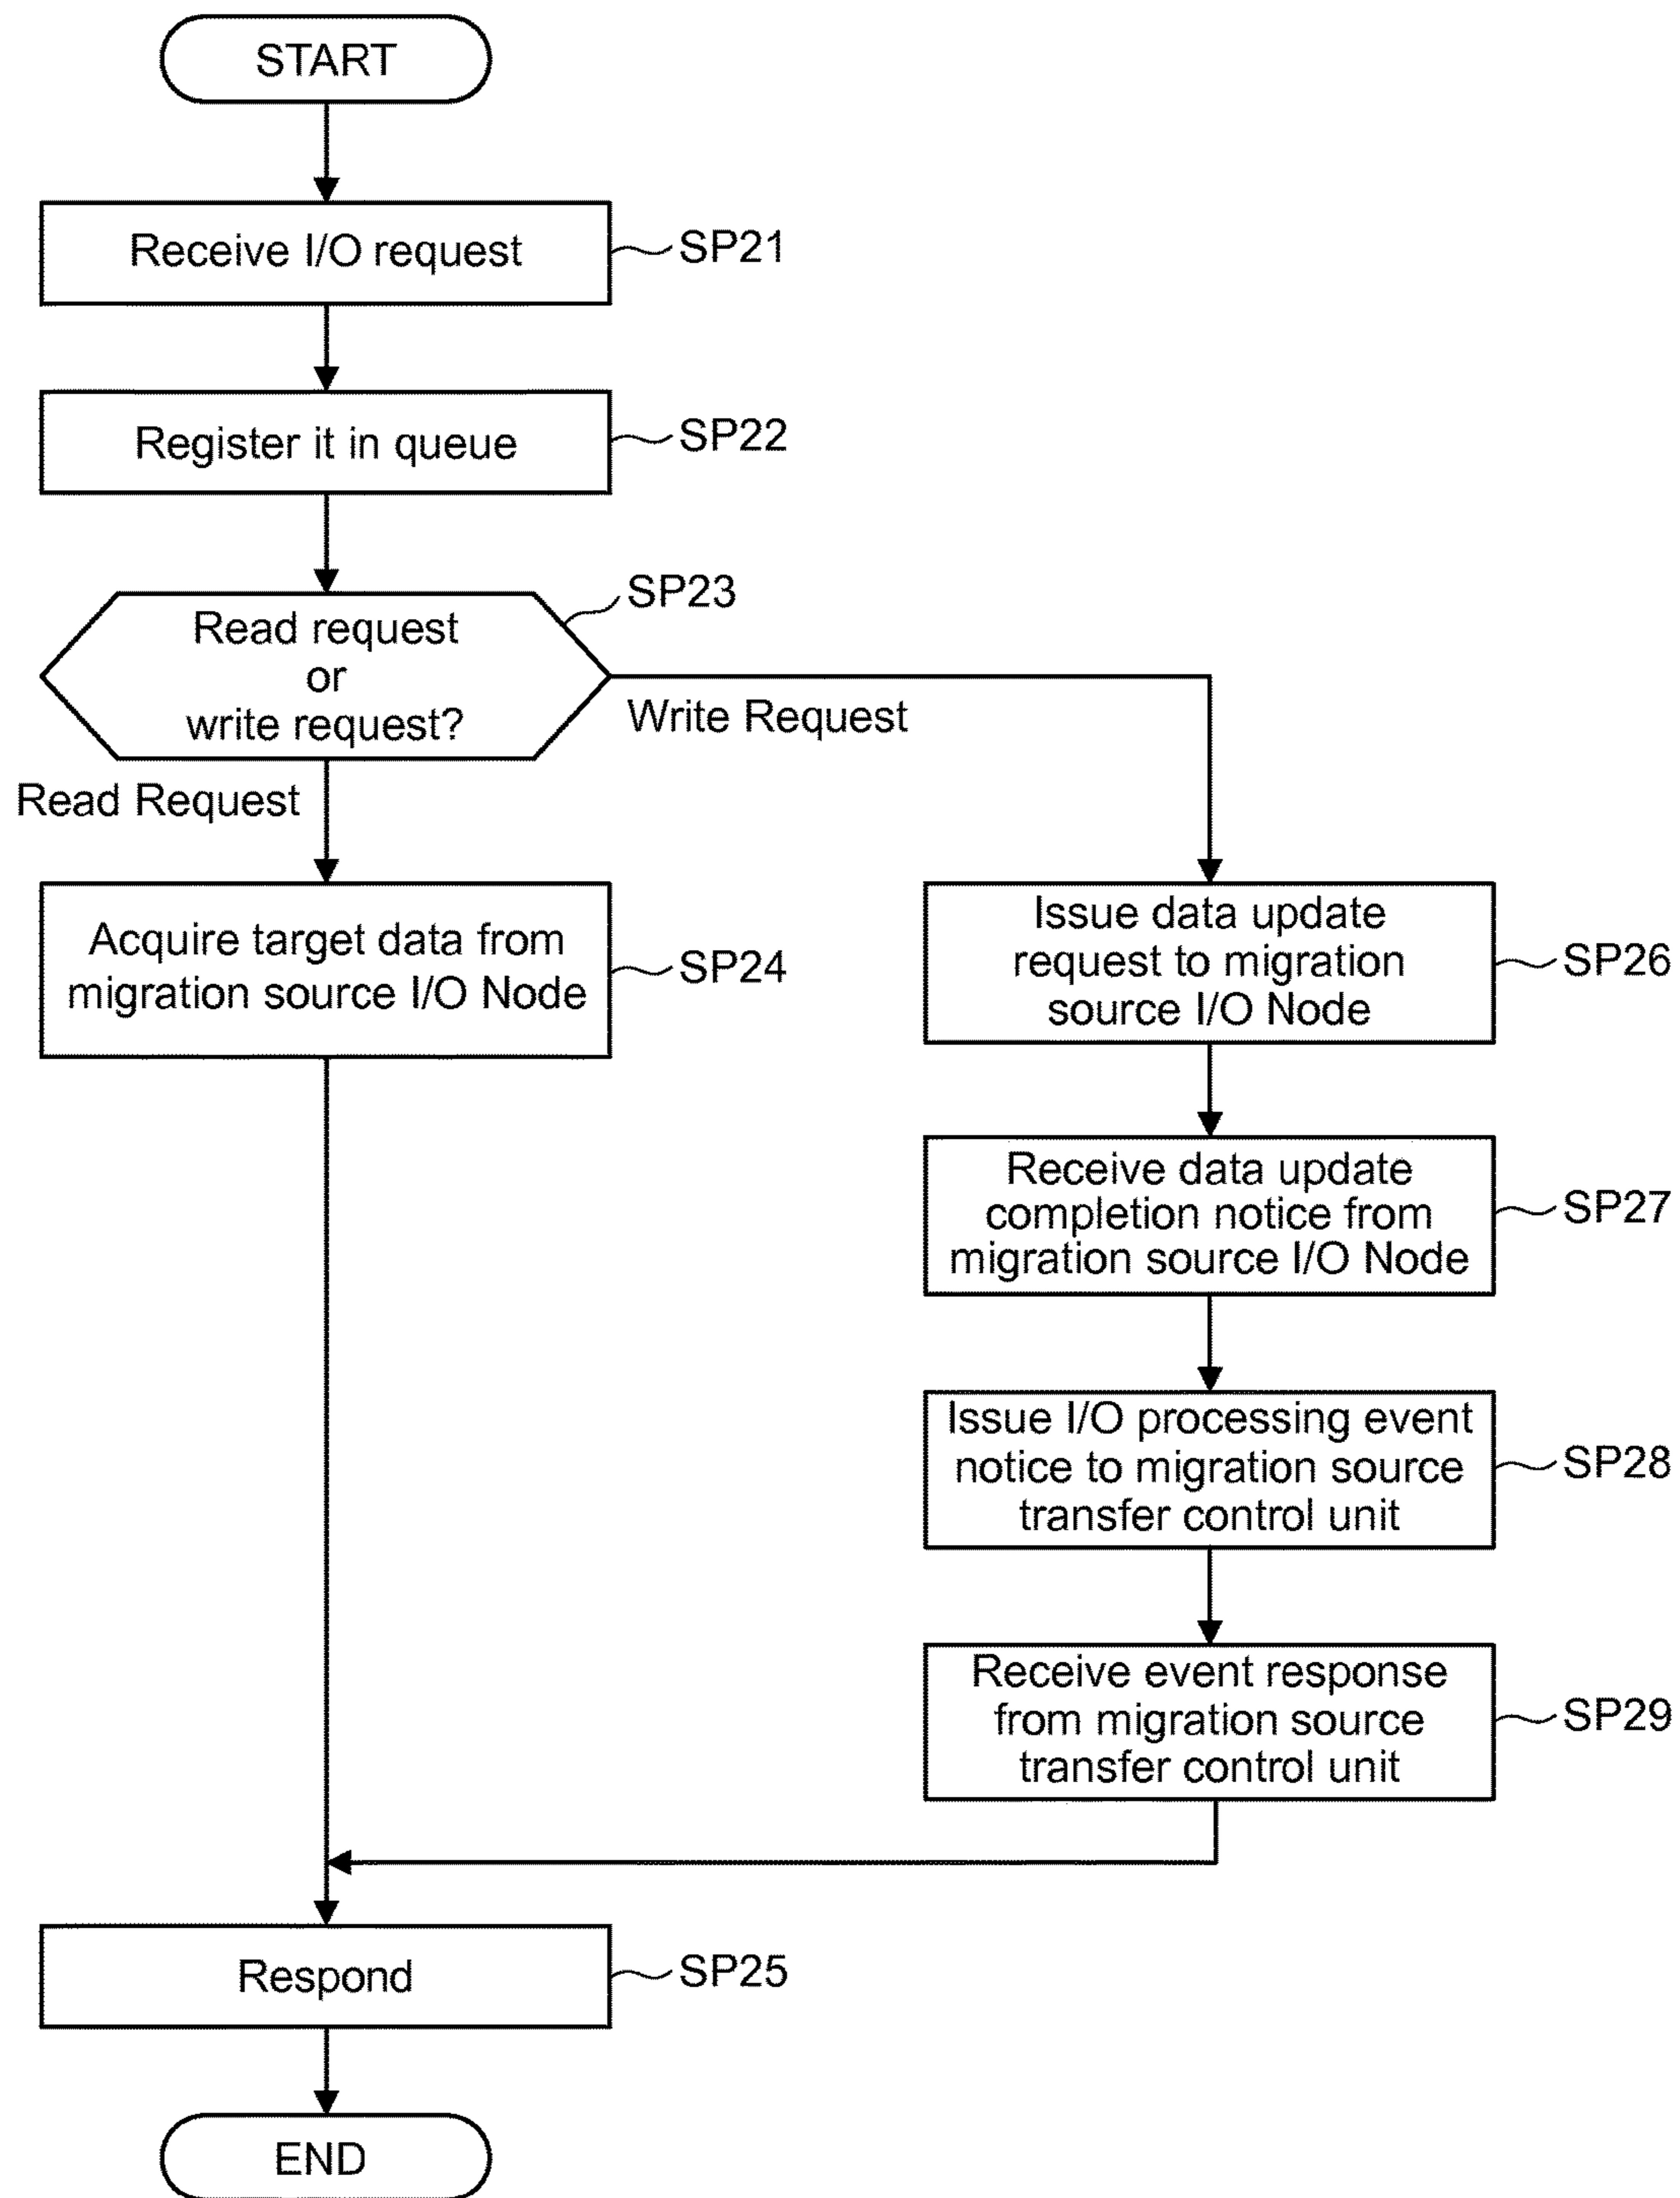 START
Receive I/O request
SP21
Register it in queue
SP22
SP23
Read request
or
write request?
Write Request
Read Request
Acquire target data from
migration source I/O Node
SP24
Issue data update
request to migration
source I/O Node
SP26
Receive data update
completion notice from
migration source I/O Node
SP27
Issue I/O processing event
notice to migration source
transfer control unit
SP28
Receive event response
from migration source
transfer control unit
SP29
Respond
SP25
END